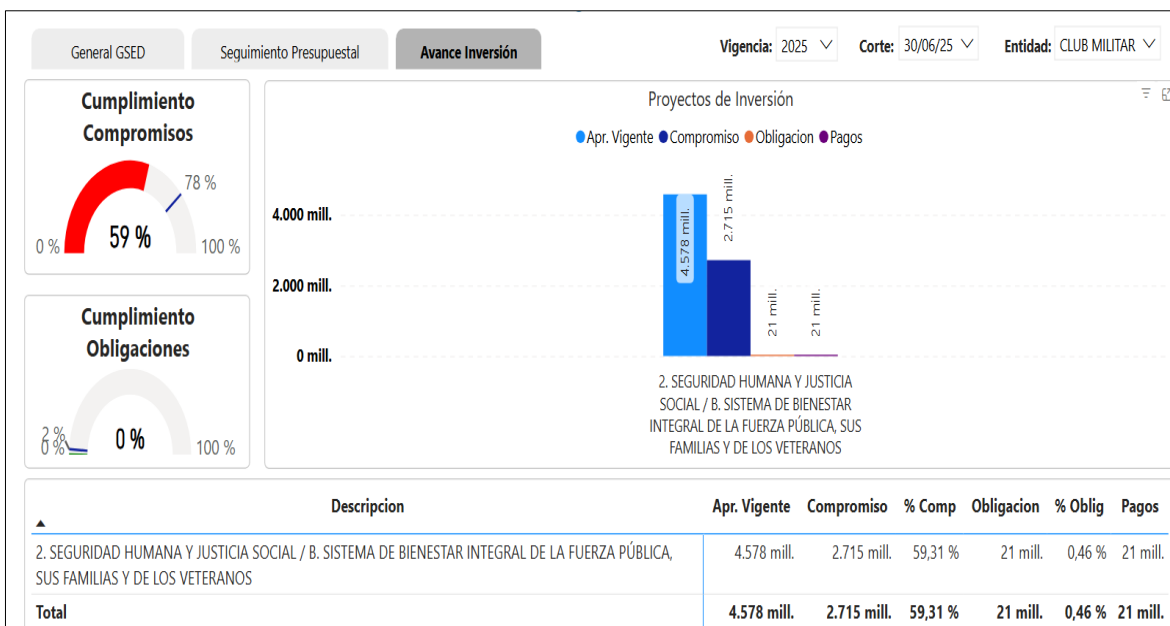 General GSED
Seguimiento Presupuestal
Avance Inversión
Vigencia: 2025
Corte: 30/06/25
Entidad: CLUB MILITAR
Cumplimiento
Compromisos
78 %
0 %
59 %
100 %
Cumplimiento
Obligaciones
2 %
0 %
0 %
100 %
Proyectos de Inversión
Apr. Vigente Compromiso Obligacion Pagos
4.000 mill.
2.000 mill.
0 mill.
4.578 mill.
2.715 mill.
21 mill.
21 mill.
2. SEGURIDAD HUMANA Y JUSTICIA
SOCIAL / B. SISTEMA DE BIENESTAR
INTEGRAL DE LA FUERZA PÚBLICA, SUS
FAMILIAS Y DE LOS VETERANOS
Descripcion Apr. Vigente Compromiso % Comp Obligacion % Oblig Pagos
2. SEGURIDAD HUMANA Y JUSTICIA SOCIAL / B. SISTEMA DE BIENESTAR INTEGRAL DE LA FUERZA PÚBLICA, 4.578 mill. 2.715 mill. 59,31 % 21 mill. 0,46 % 21 mill.
SUS FAMILIAS Y DE LOS VETERANOS
Total 4.578 mill. 2.715 mill. 59,31 % 21 mill. 0,46 % 21 mill.